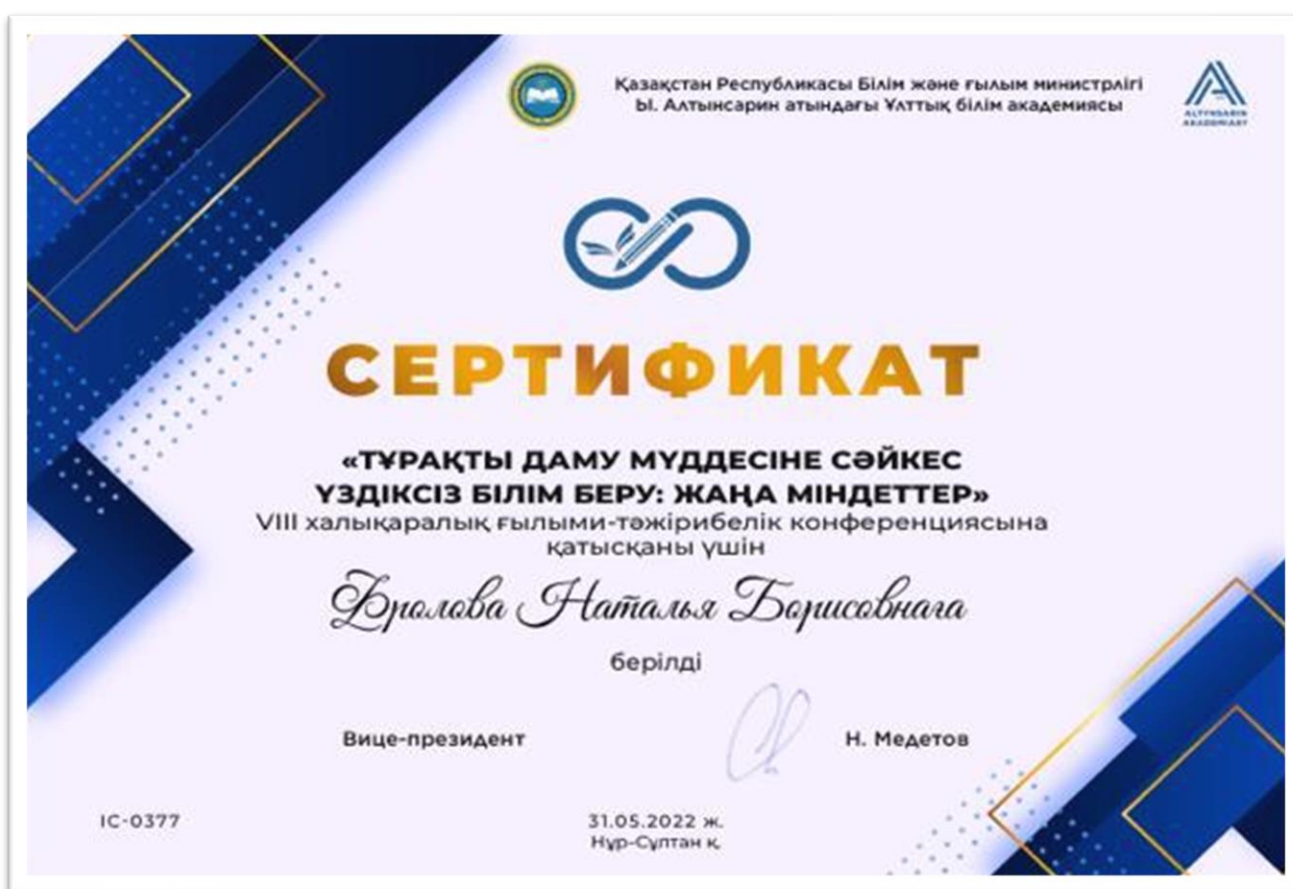 Қазақстан Республикасы Білім және ғылым министрлігі
Ы. Алтынсарин атындағы Ұлттық білім академиясы
ALTYNSARIN
AKADEMIASY
СЕРТИФИКАТ
«ТҰРАҚТЫ ДАМУ МҮДДЕСІНЕ СӘЙКЕС
ҮЗДІКСІЗ БІЛІМ БЕРУ: ЖАҢА МІНДЕТТЕР»
VIII халықаралық ғылыми-тәжірибелік конференциясына
қатысқаны үшін
Фролова Наталья Борисовнаға
берілді
Вице-президент
Н. Медетов
IC-0377
31.05.2022 ж.
Нұр-Сұлтан қ.